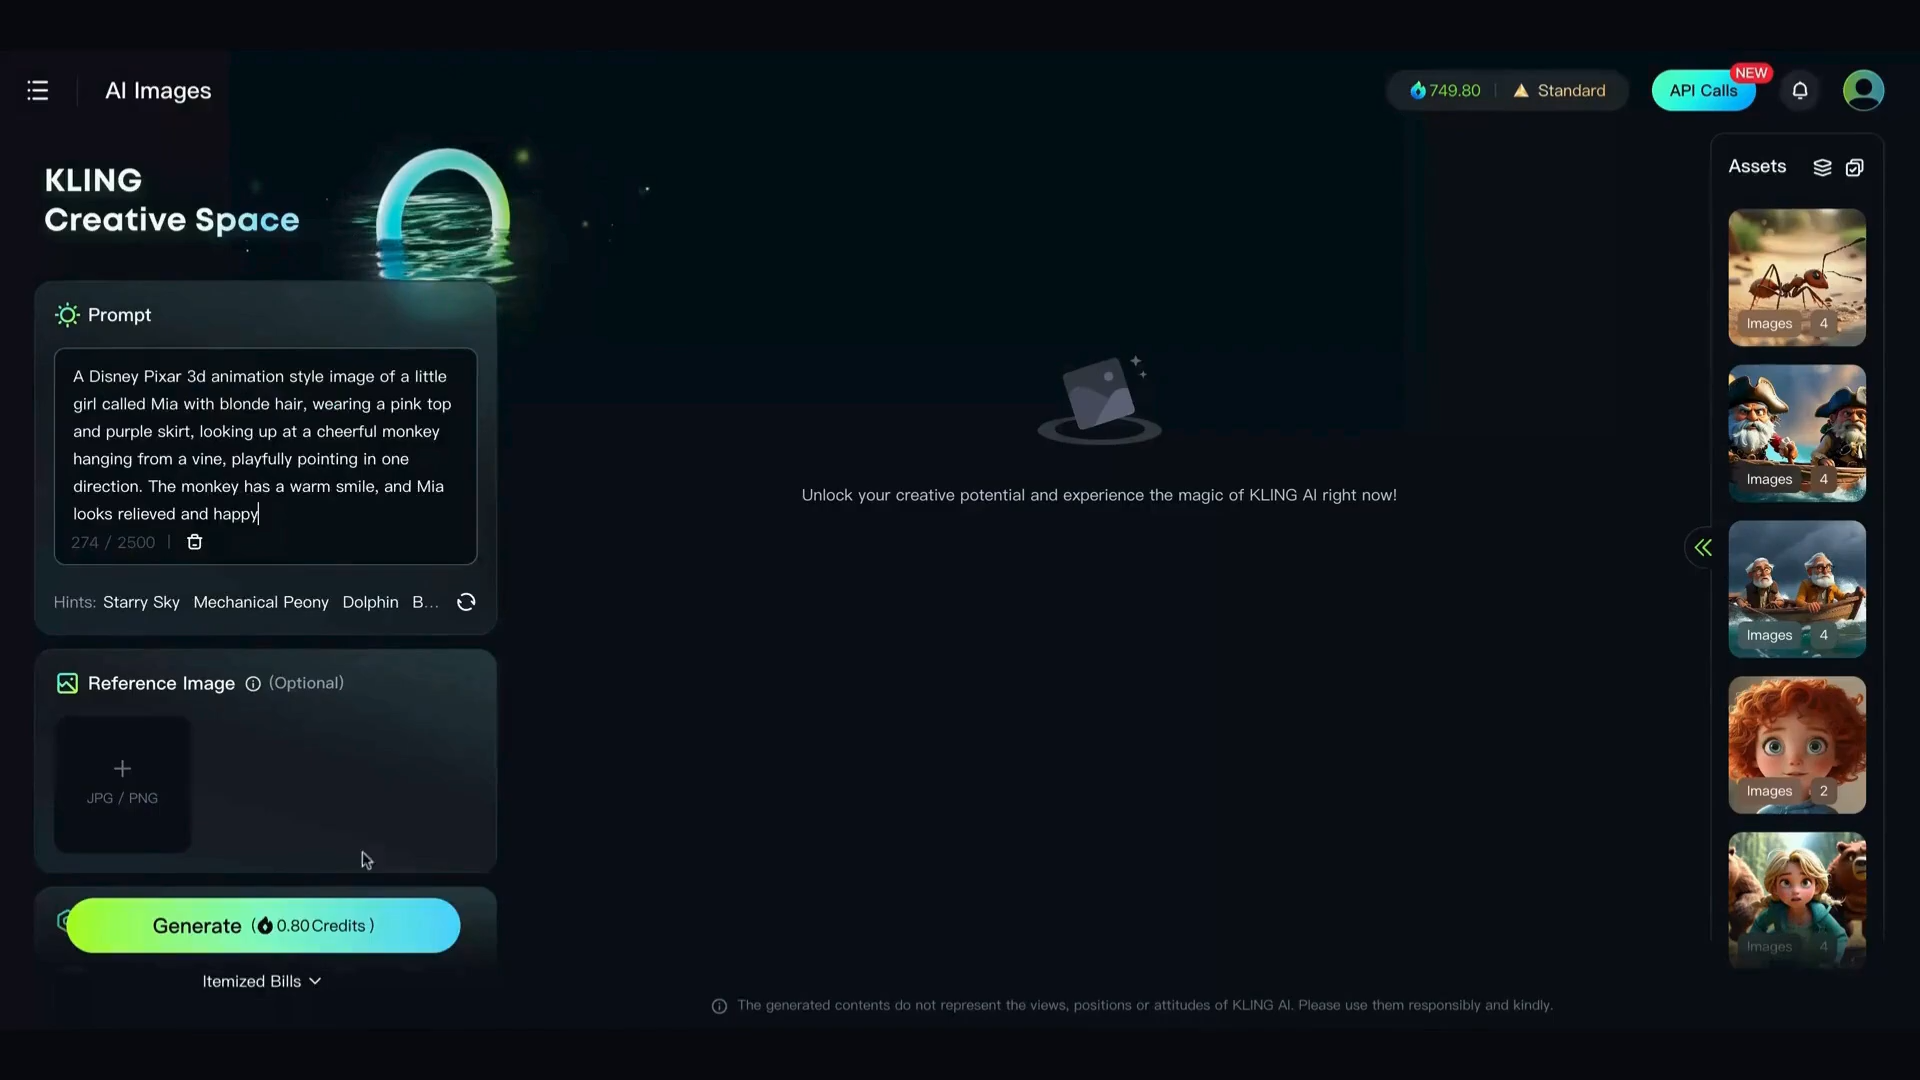 AI Images
749.80
Standard
API Calls
NEW
KLING
Creative Space
Prompt
A Disney Pixar 3d animation style image of a little
girl called Mia with blonde hair, wearing a pink top
and purple skirt, looking up at a cheerful monkey
hanging from a vine, playfully pointing in one
direction. The monkey has a warm smile, and Mia
looks relieved and happy
274 / 2500
Hints: Starry Sky Mechanical Peony Dolphin B...
Reference Image (Optional)
+
JPG / PNG
Generate ( 0.80 Credits )
Itemized Bills
Unlock your creative potential and experience the magic of KLING AI right now!
The generated contents do not represent the views, positions or attitudes of KLING AI. Please use them responsibly and kindly.
Assets
Images 4
Images 4
Images 4
Images 2
Images 4